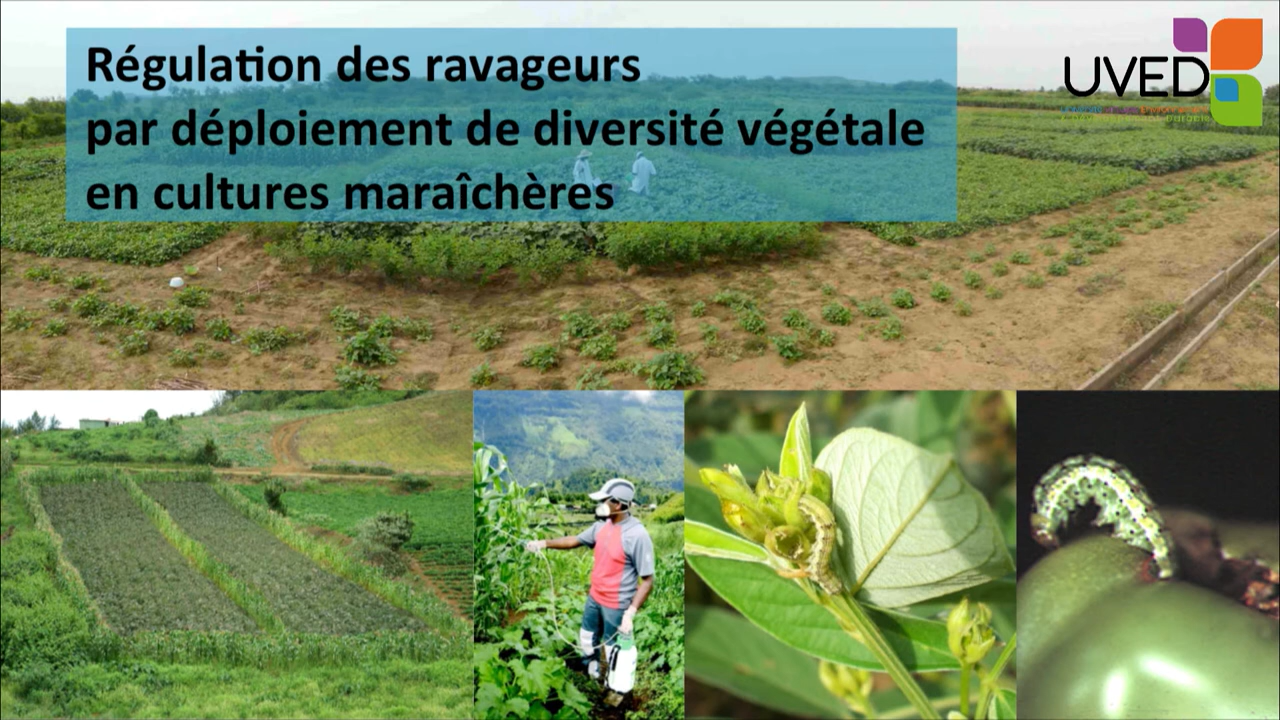 Régulation des ravageurs
par déploiement de diversité végétale
en cultures maraîchères
UVED